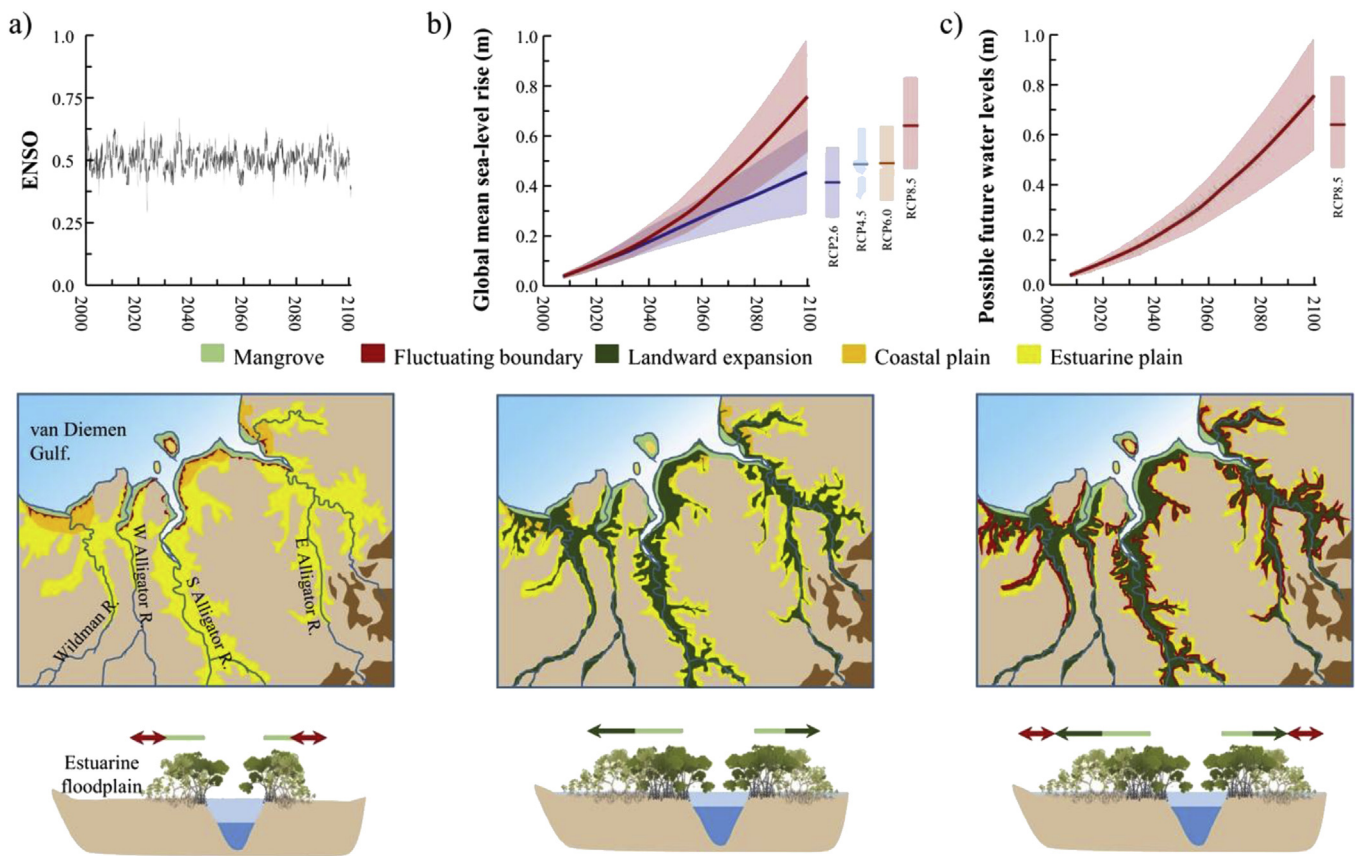 a)
ENSO
1.0
0.75
0.5
0.25
0.0
2000
2020
2040
2060
2080
2100
b)
Global mean sea-level rise (m)
1.0
0.8
0.6
0.4
0.2
0.0
2000
2020
2040
2060
2080
2100
RCP2.6
RCP4.5
RCP6.0
RCP8.5
c)
Possible future water levels (m)
1.0
0.8
0.6
0.4
0.2
0.0
2000
2020
2040
2060
2080
2100
RCP8.5
Mangrove
Fluctuating boundary
Landward expansion
Coastal plain
Estuarine plain
van Diemen
Gulf.
Wildman R.
W Alligator R
S Alligator R.
E Alligator R.
Estuarine
floodplain